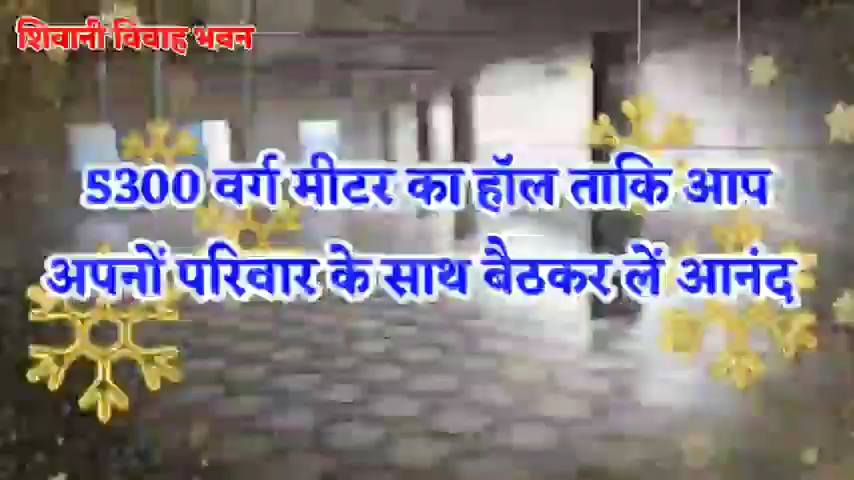 शिवानी विवाह भवन
5300 वर्ग मीटर का हॉल ताकि आप
अपनों परिवार के साथ बैठकर लें आनंद